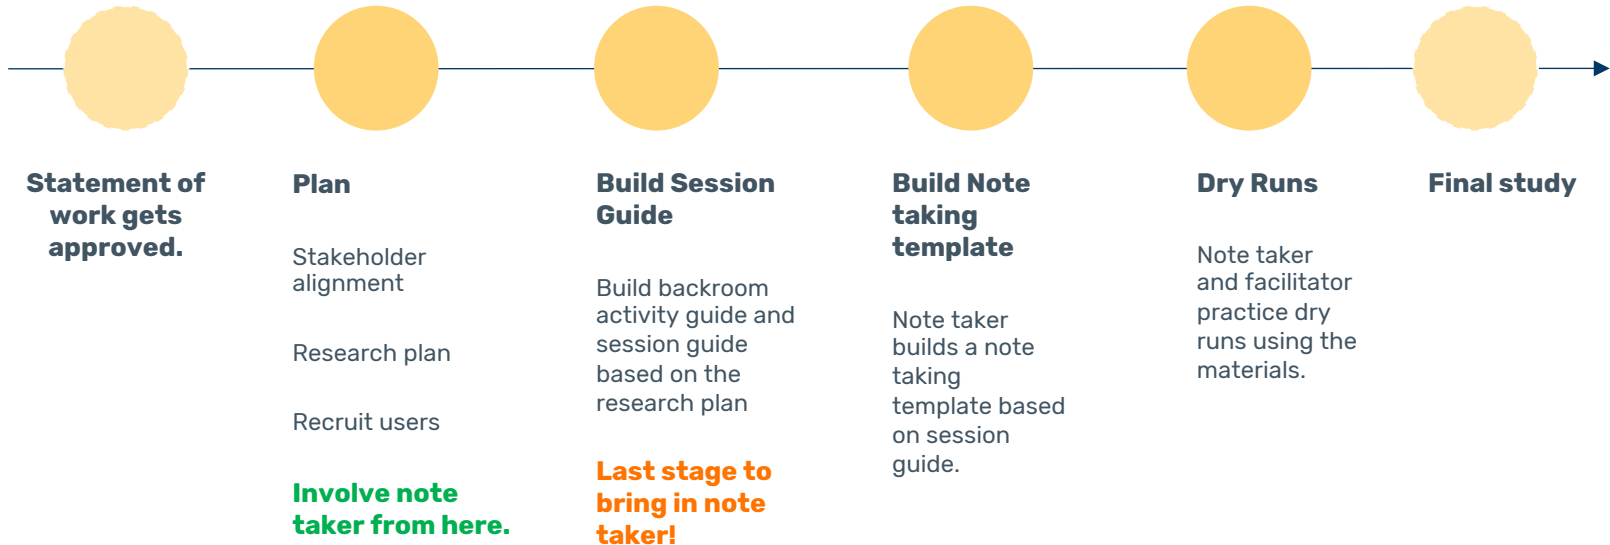 Statement of
work gets
approved.
Plan
Stakeholder
alignment
Research plan
Recruit users
Involve note
taker from here.
Build Session
Guide
Build backroom
activity guide and
session guide
based on the
research plan
Last stage to
bring in note
taker!
Build Note
taking
template
Note taker
builds a note
taking
template based
on session
guide.
Dry Runs
Note taker
and facilitator
practice dry
runs using the
materials.
Final study